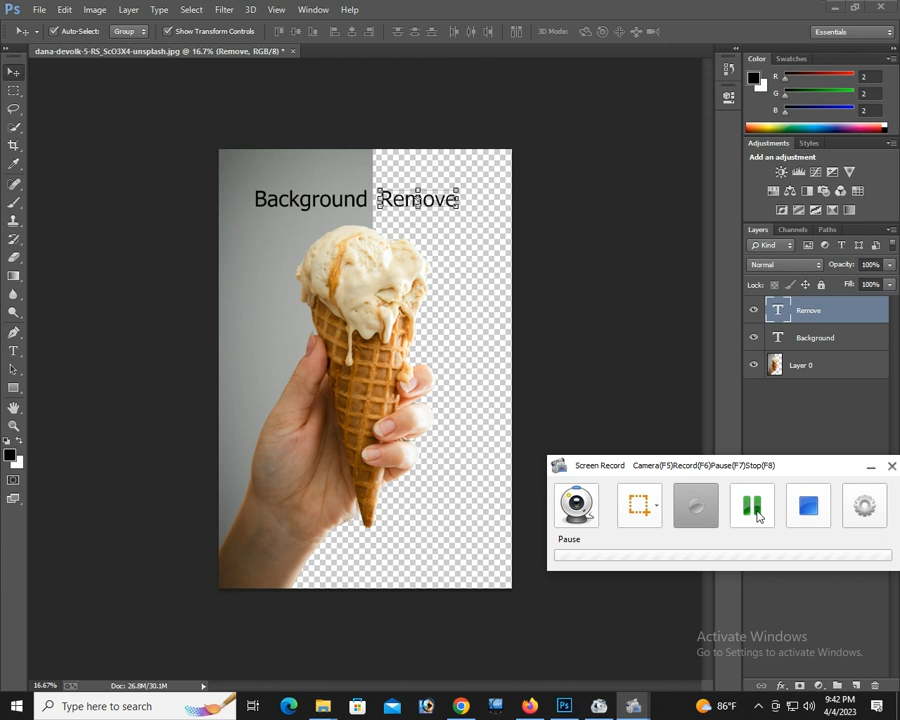 Ps File Edit Image Layer Type Select Filter 3D View Window Help
Auto-Select: Group Show Transform Controls 3D Mode: Essentials
dana-devolk-5-RS_ScO3X4-unsplash.jpg @ 16.7% (Remove, RGB/8) *
Color Swatches
R 2
G 2
B 2
Adjustments Styles
Add an adjustment
Background Remove
Layers Channels Paths
Kind
Normal Opacity: 100%
Lock: Fill: 100%
T Remove
T Background
Layer 0
Screen Record Camera(F5)Record(F6)Pause(F7)Stop(F8)
Pause
Activate Windows
Go to Settings to activate Windows.
16.67% Doc: 26.8M/30.1M
Type here to search
Ps
86°F
9:42 PM
4/4/2023